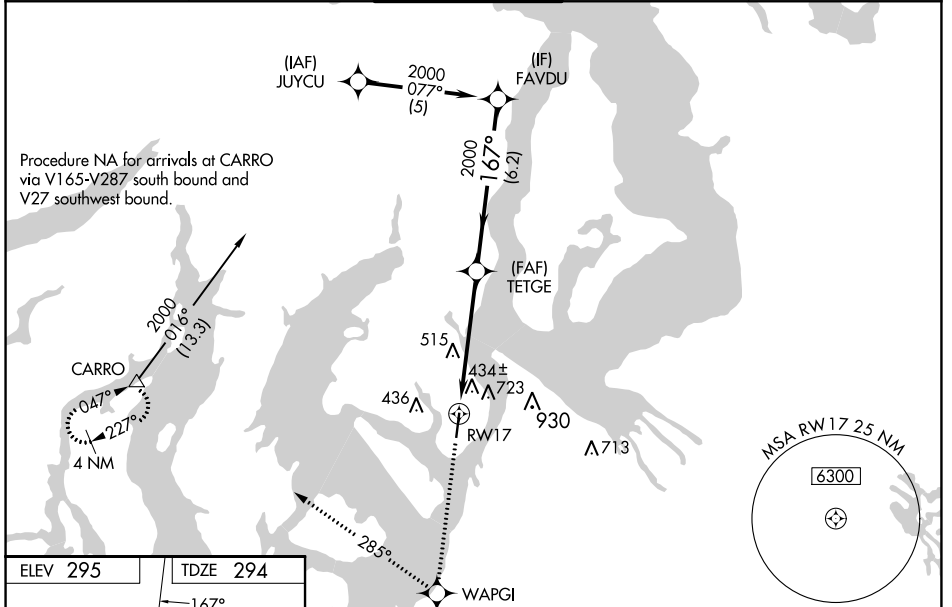 (IAF)
JUYCU
2000
077°
(5)
(IF)
FAVDU
Procedure NA for arrivals at CARRO
via V165-V287 south bound and
V27 southwest bound.
2000
167°
(6.2)
(FAF)
TETGE
2000
016°
(13.3)
CARRO
047°
227°
4 NM
515
434±
723
436
930
RW17
713
MSA RW17 25 NM
6300
285°
WAPGI
ELEV 295
TDZE 294
167°